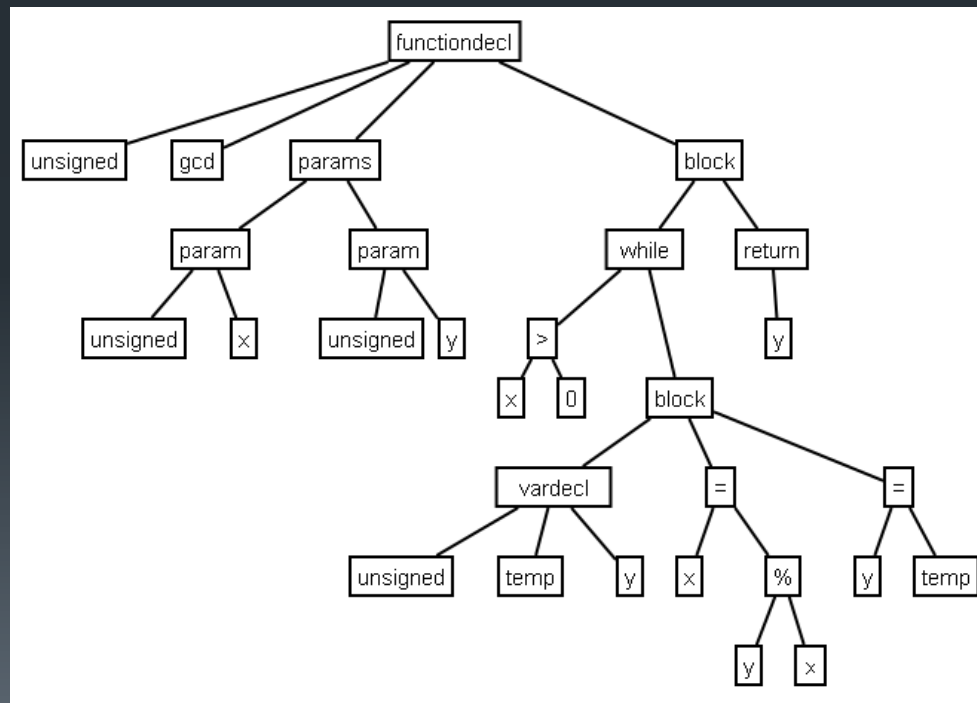 functiondecl
unsigned gcd params block
param param while return
unsigned x unsigned y > y
x 0 block
vardecl = =
unsigned temp y x % y temp
y x